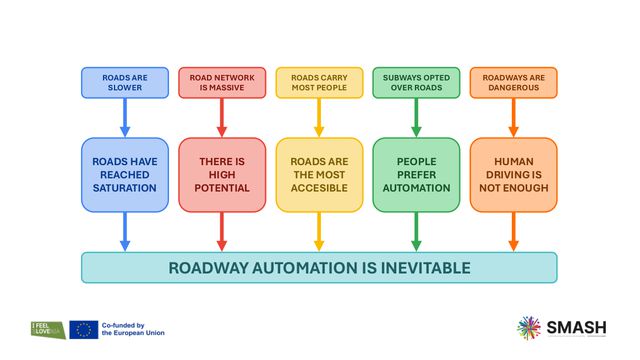 ROADS ARE
SLOWER
ROAD NETWORK
IS MASSIVE
ROADS CARRY
MOST PEOPLE
SUBWAYS OPTED
OVER ROADS
ROADWAYS ARE
DANGEROUS
ROADS HAVE
REACHED
SATURATION
THERE IS
HIGH
POTENTIAL
ROADS ARE
THE MOST
ACCESIBLE
PEOPLE
PREFER
AUTOMATION
HUMAN
DRIVING IS
NOT ENOUGH
ROADWAY AUTOMATION IS INEVITABLE
I FEEL
SLOVENIA
Co-funded by
the European Union
SMASH